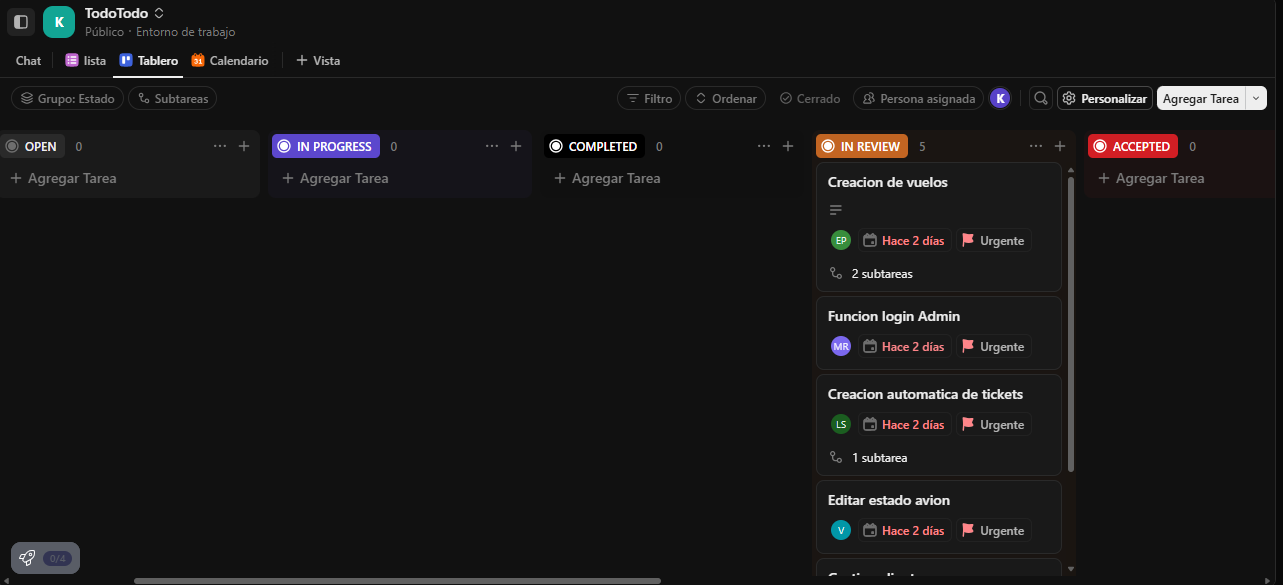 K
TodoTodo
Público · Entorno de trabajo
Chat
lista
31
Tablero
Calendario
+ Vista
Grupo: Estado
Subtareas
Filtro
Ordenar
Cerrado
Persona asignada
K
Personalizar
Agregar Tarea
OPEN 0 ··· +
+ Agregar Tarea
IN PROGRESS 0 ··· +
+ Agregar Tarea
COMPLETED 0 ··· +
+ Agregar Tarea
IN REVIEW 5 ··· +
Creacion de vuelos
EP Hace 2 días Urgente
2 subtareas
Funcion login Admin
MR Hace 2 días Urgente
Creacion automatica de tickets
LS Hace 2 días Urgente
1 subtarea
Editar estado avion
V Hace 2 días Urgente
ACCEPTED 0
+ Agregar Tarea
0/4